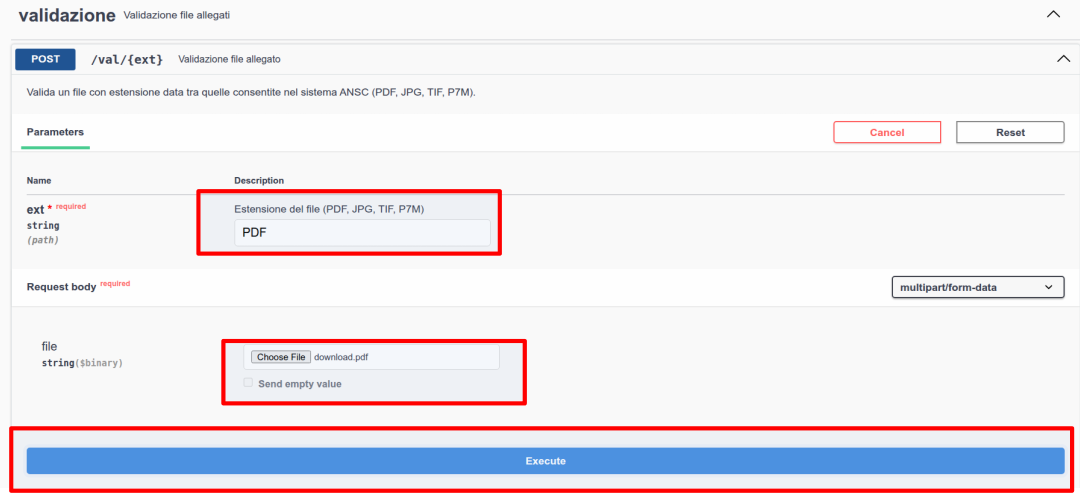 validazione Validazione file allegati
POST /val/{ext} Validazione file allegato
Valida un file con estensione data tra quelle consentite nel sistema ANSC (PDF, JPG, TIF, P7M).
Parameters Cancel Reset
Name Description
ext * required
string
(path)
Estensione del file (PDF, JPG, TIF, P7M)
PDF
Request body required multipart/form-data
file
string($binary)
Choose File download.pdf
Send empty value
Execute